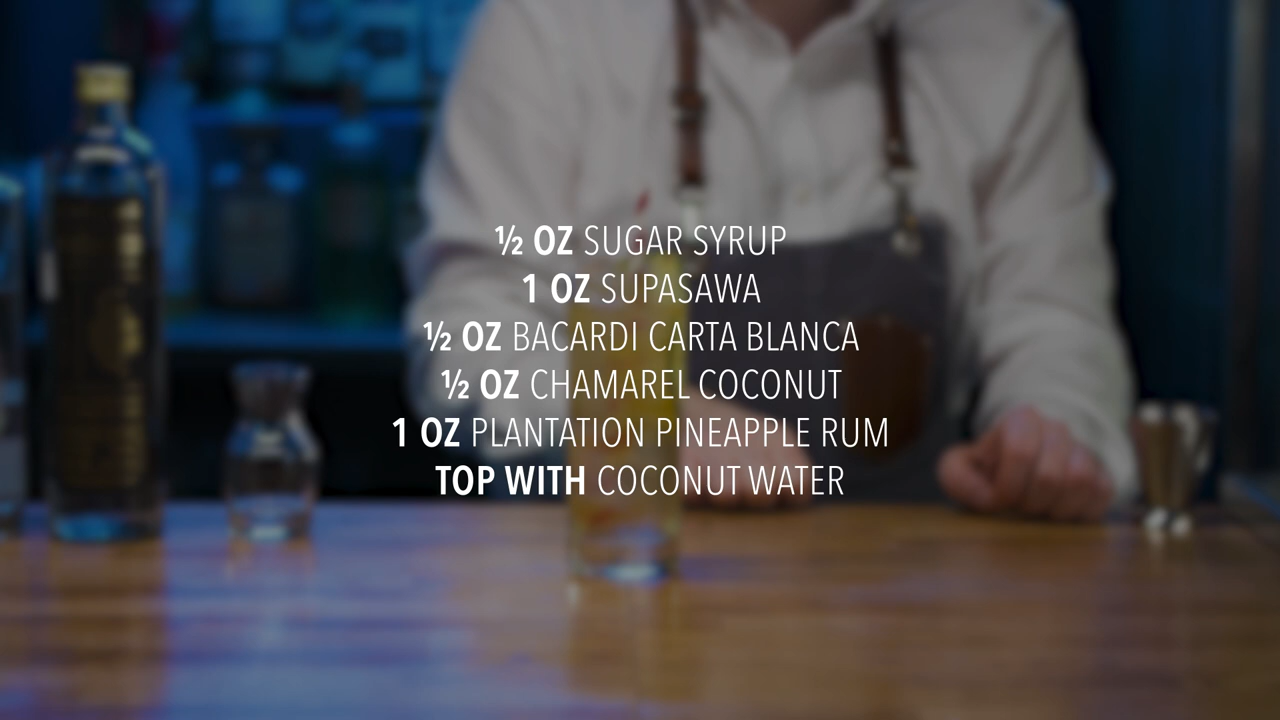 ½ OZ SUGAR SYRUP
1 OZ SUPASAWA
½ OZ BACARDI CARTA BLANCA
½ OZ CHAMAREL COCONUT
1 OZ PLANTATION PINEAPPLE RUM
TOP WITH COCONUT WATER